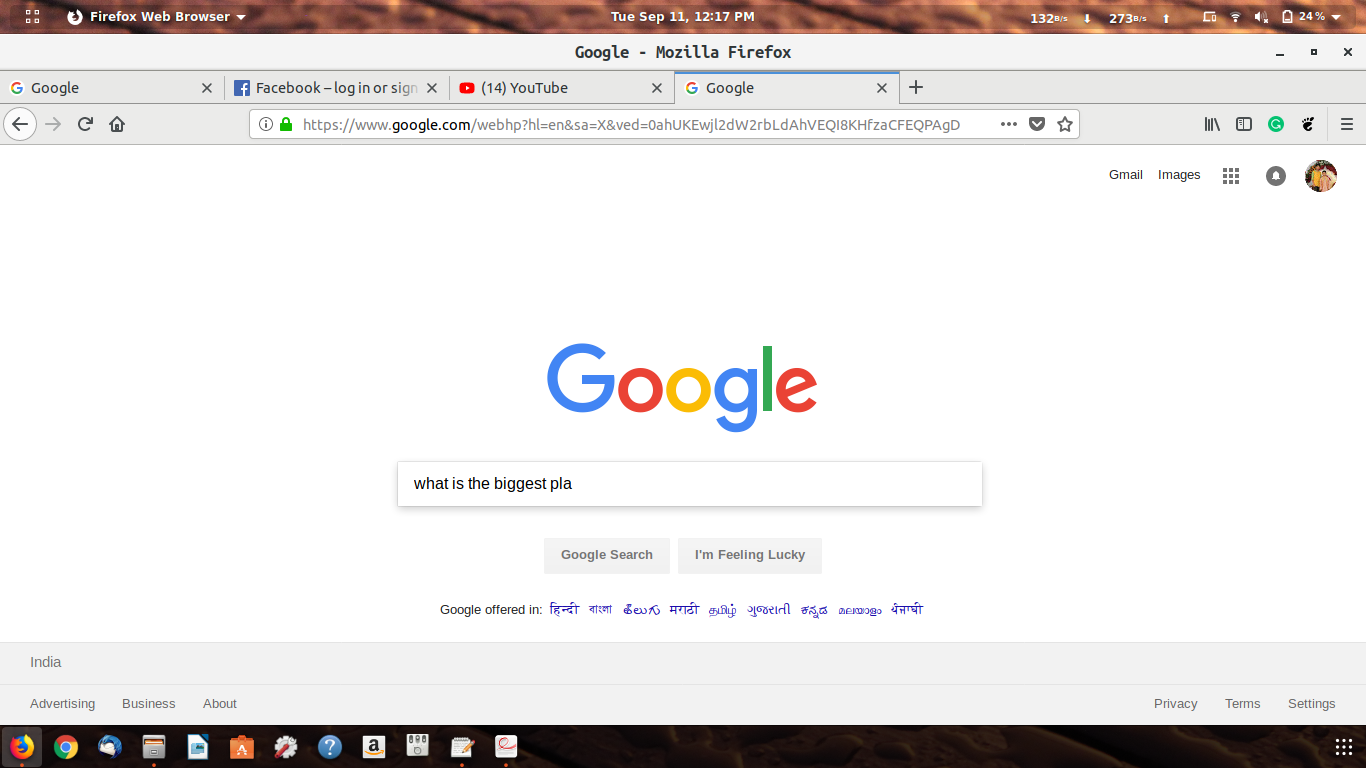 Firefox Web Browser
Tue Sep 11, 12:17 PM
132B/s 273B/s 24 %
Google - Mozilla Firefox
Google
Facebook – log in or sign
(14) YouTube
Google
https://www.google.com/webhp?hl=en&sa=X&ved=0ahUKEwjl2dW2rbLdAhVEQI8KHfzaCFEQPAgD
Gmail Images
Google
what is the biggest pla
Google Search I'm Feeling Lucky
Google offered in: हिन्दी বাংলা తెలుగు मराठी தமிழ் ગુજરાતી ಕನ್ನಡ മലയാളം ਪੰਜਾਬੀ
India
Advertising Business About Privacy Terms Settings